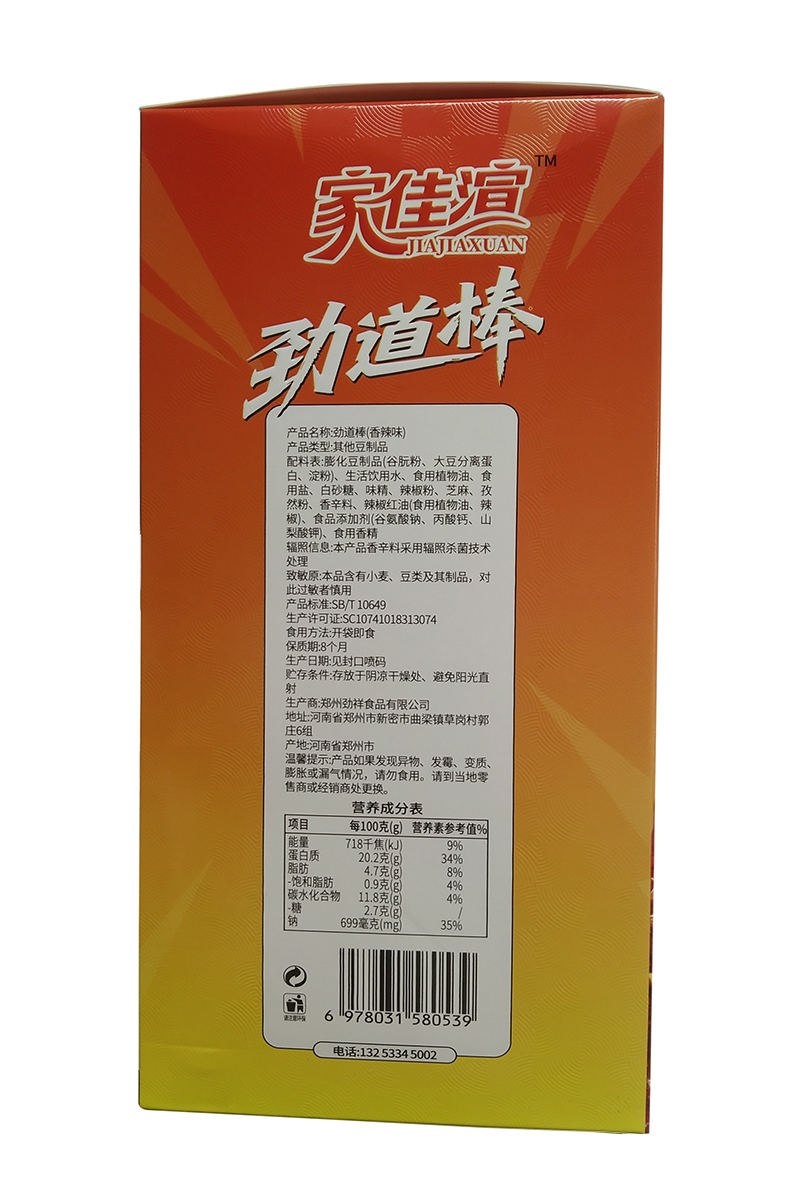 TM
家佳渲
JIAJIAXUAN
劲道棒
产品名称:劲道棒(香辣味)
产品类型:其他豆制品
配料表:膨化豆制品(谷朊粉、大豆分离蛋
白、淀粉)、生活饮用水、食用植物油、食
用盐、白砂糖、味精、辣椒粉、芝麻、孜
然粉、香辛料、辣椒红油(食用植物油、辣
椒)、食品添加剂(谷氨酸钠、丙酸钙、山
梨酸钾)、食用香精
辐照信息:本产品香辛料采用辐照杀菌技术
处理
致敏原:本品含有小麦、豆类及其制品，对
此过敏者慎用
产品标准:SB/T 10649
生产许可证:SC10741018313074
食用方法:开袋即食
保质期:8个月
生产日期:见封口喷码
贮存条件:存放于阴凉干燥处、避免阳光直
射
生产商:郑州劲祥食品有限公司
地址:河南省郑州市新密市曲梁镇草岗村郭
庄6组
产地:河南省郑州市
温馨提示:产品如果发现异物、发霉、变质、
膨胀或漏气情况，请勿食用。请到当地零
售商或经销商处更换。
营养成分表
项目 每100克(g) 营养素参考值%
能量 718千焦(kJ) 9%
蛋白质 20.2克(g) 34%
脂肪 4.7克(g) 8%
-饱和脂肪 0.9克(g) 4%
碳水化合物 11.8克(g) 4%
-糖 2.7克(g) /
钠 699毫克(mg) 35%
请注意环保
6 978031 580539
电话:132 5334 5002